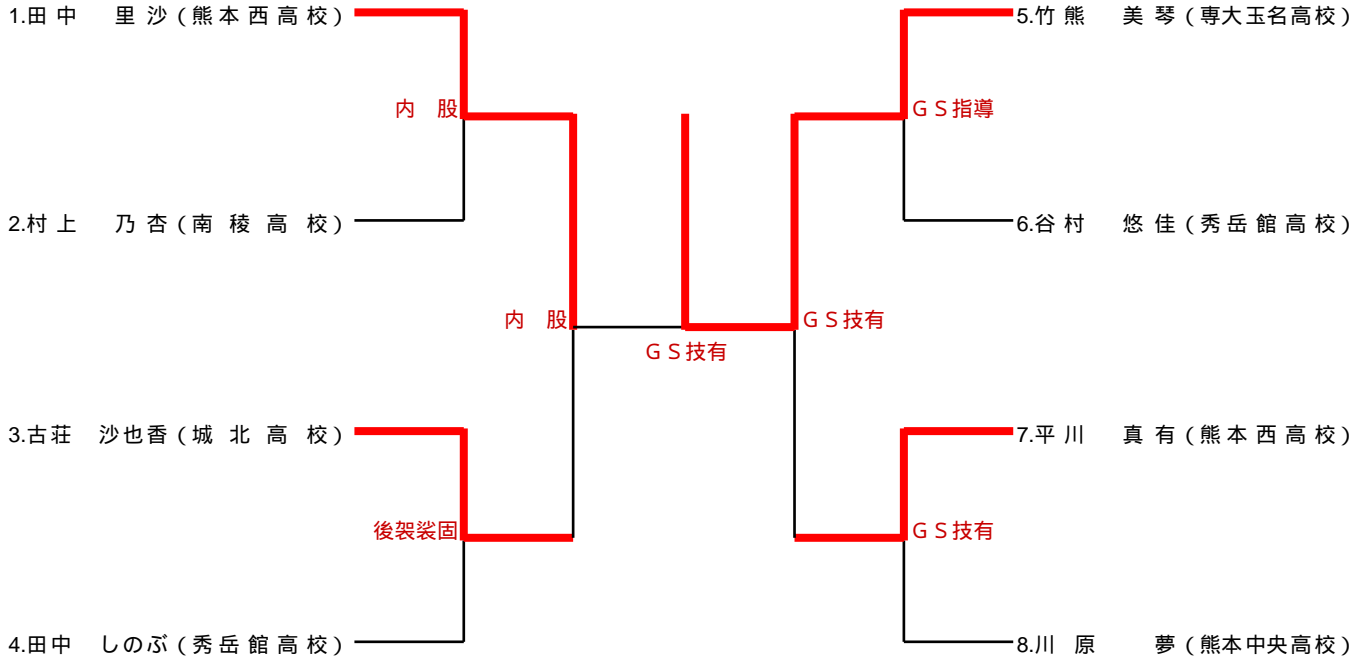 1.田中 里沙(熊本西高校)
5.竹熊 美琴(専大玉名高校)
内 股
GS指導
2.村上 乃杏(南稜高校)
6.谷村 悠佳(秀岳館高校)
内 股
GS技有
GS技有
3.古荘 沙也香(城北高校)
7.平川 真有(熊本西高校)
後袈裟固
GS技有
4.田中 しのぶ(秀岳館高校)
8.川原 夢(熊本中央高校)